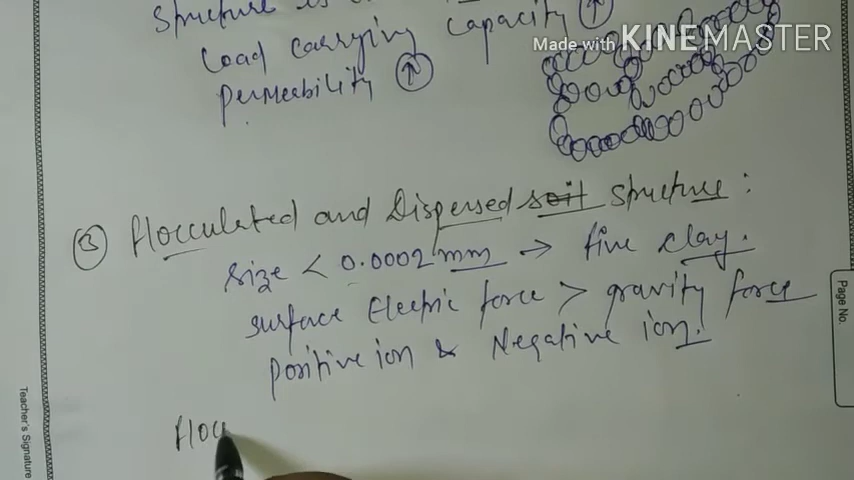 structure is
Load carrying capacity ↑
Made with KINEMASTER
permeability ↑
③ flocculated and Dispersed soil structure :
size < 0.0002 mm → fine clay.
surface Electric force > gravity force
positive ion & Negative ion.
floc
Page No.
Teacher's Signature